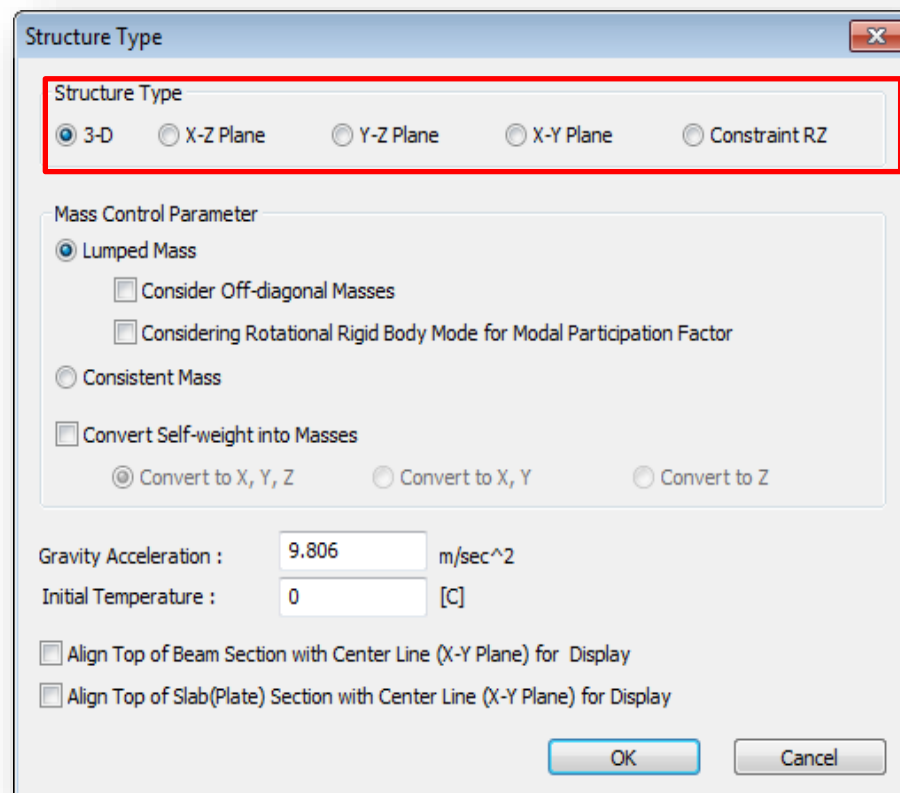 Structure Type
Structure Type
3-D X-Z Plane Y-Z Plane X-Y Plane Constraint RZ
Mass Control Parameter
Lumped Mass
Consider Off-diagonal Masses
Considering Rotational Rigid Body Mode for Modal Participation Factor
Consistent Mass
Convert Self-weight into Masses
Convert to X, Y, Z Convert to X, Y Convert to Z
Gravity Acceleration : 9.806 m/sec^2
Initial Temperature : 0 [C]
Align Top of Beam Section with Center Line (X-Y Plane) for Display
Align Top of Slab(Plate) Section with Center Line (X-Y Plane) for Display
OK Cancel